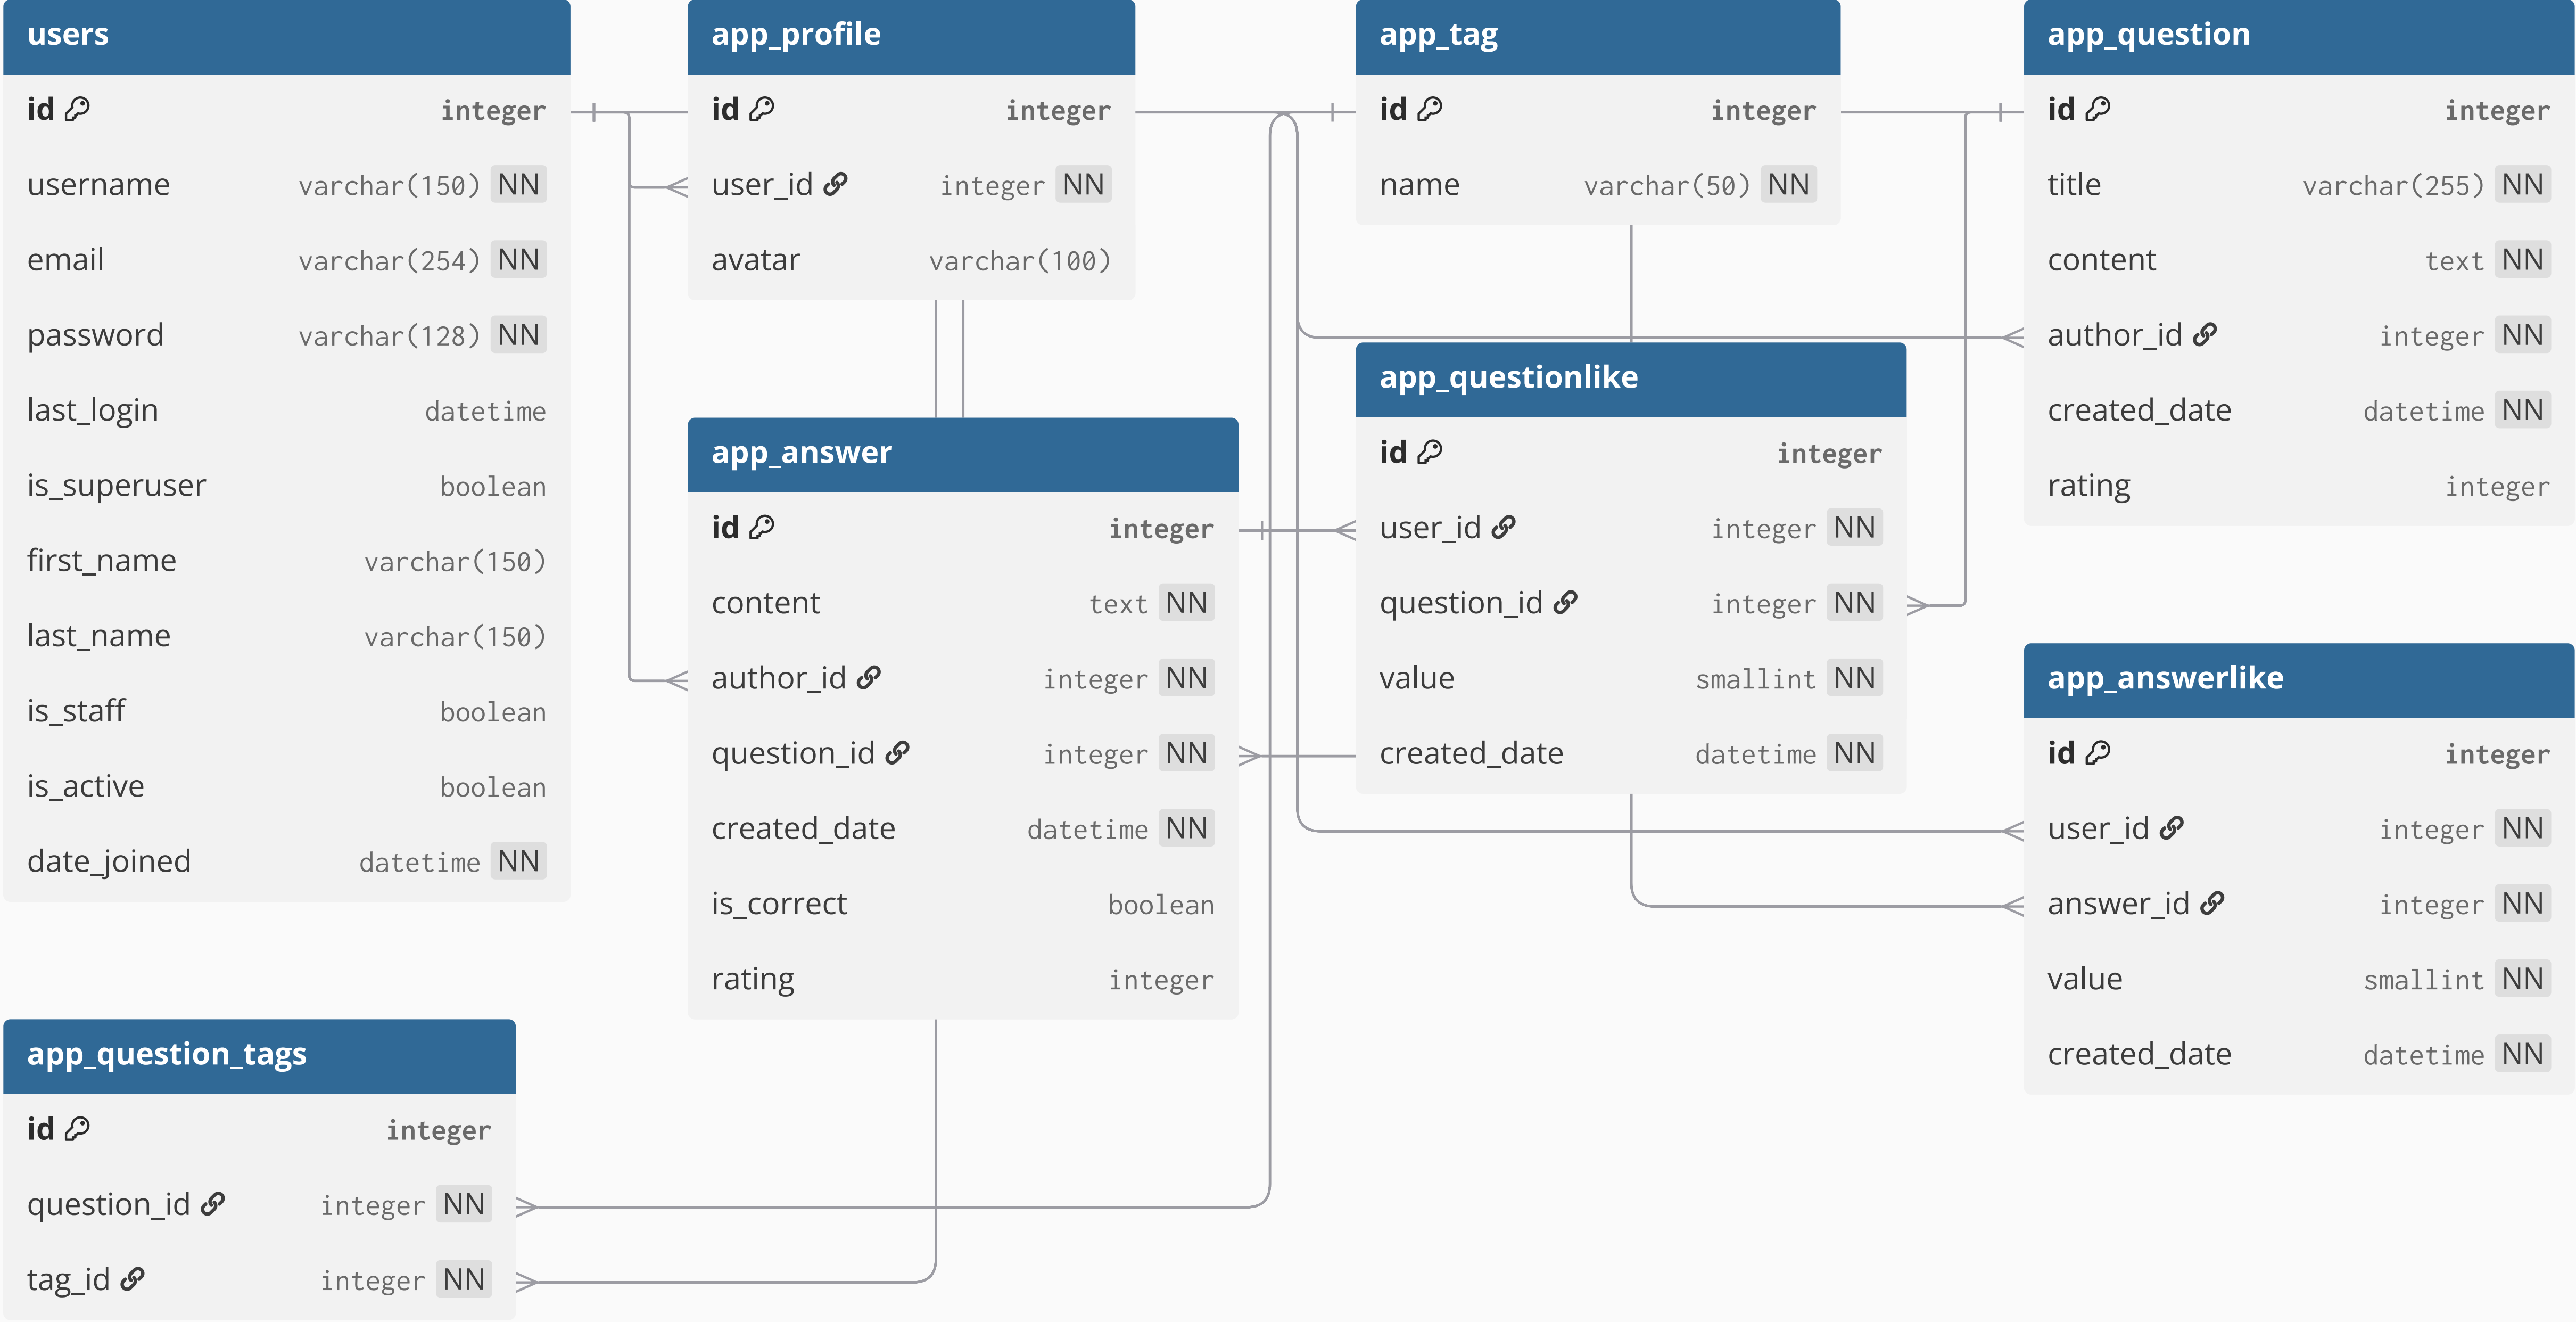 users
id integer
username varchar(150) NN
email varchar(254) NN
password varchar(128) NN
last_login datetime
is_superuser boolean
first_name varchar(150)
last_name varchar(150)
is_staff boolean
is_active boolean
date_joined datetime NN
app_profile
id integer
user_id integer NN
avatar varchar(100)
app_tag
id integer
name varchar(50) NN
app_question
id integer
title varchar(255) NN
content text NN
author_id integer NN
created_date datetime NN
rating integer
app_answer
id integer
content text NN
author_id integer NN
question_id integer NN
created_date datetime NN
is_correct boolean
rating integer
app_questionlike
id integer
user_id integer NN
question_id integer NN
value smallint NN
created_date datetime NN
app_answerlike
id integer
user_id integer NN
answer_id integer NN
value smallint NN
created_date datetime NN
app_question_tags
id integer
question_id integer NN
tag_id integer NN